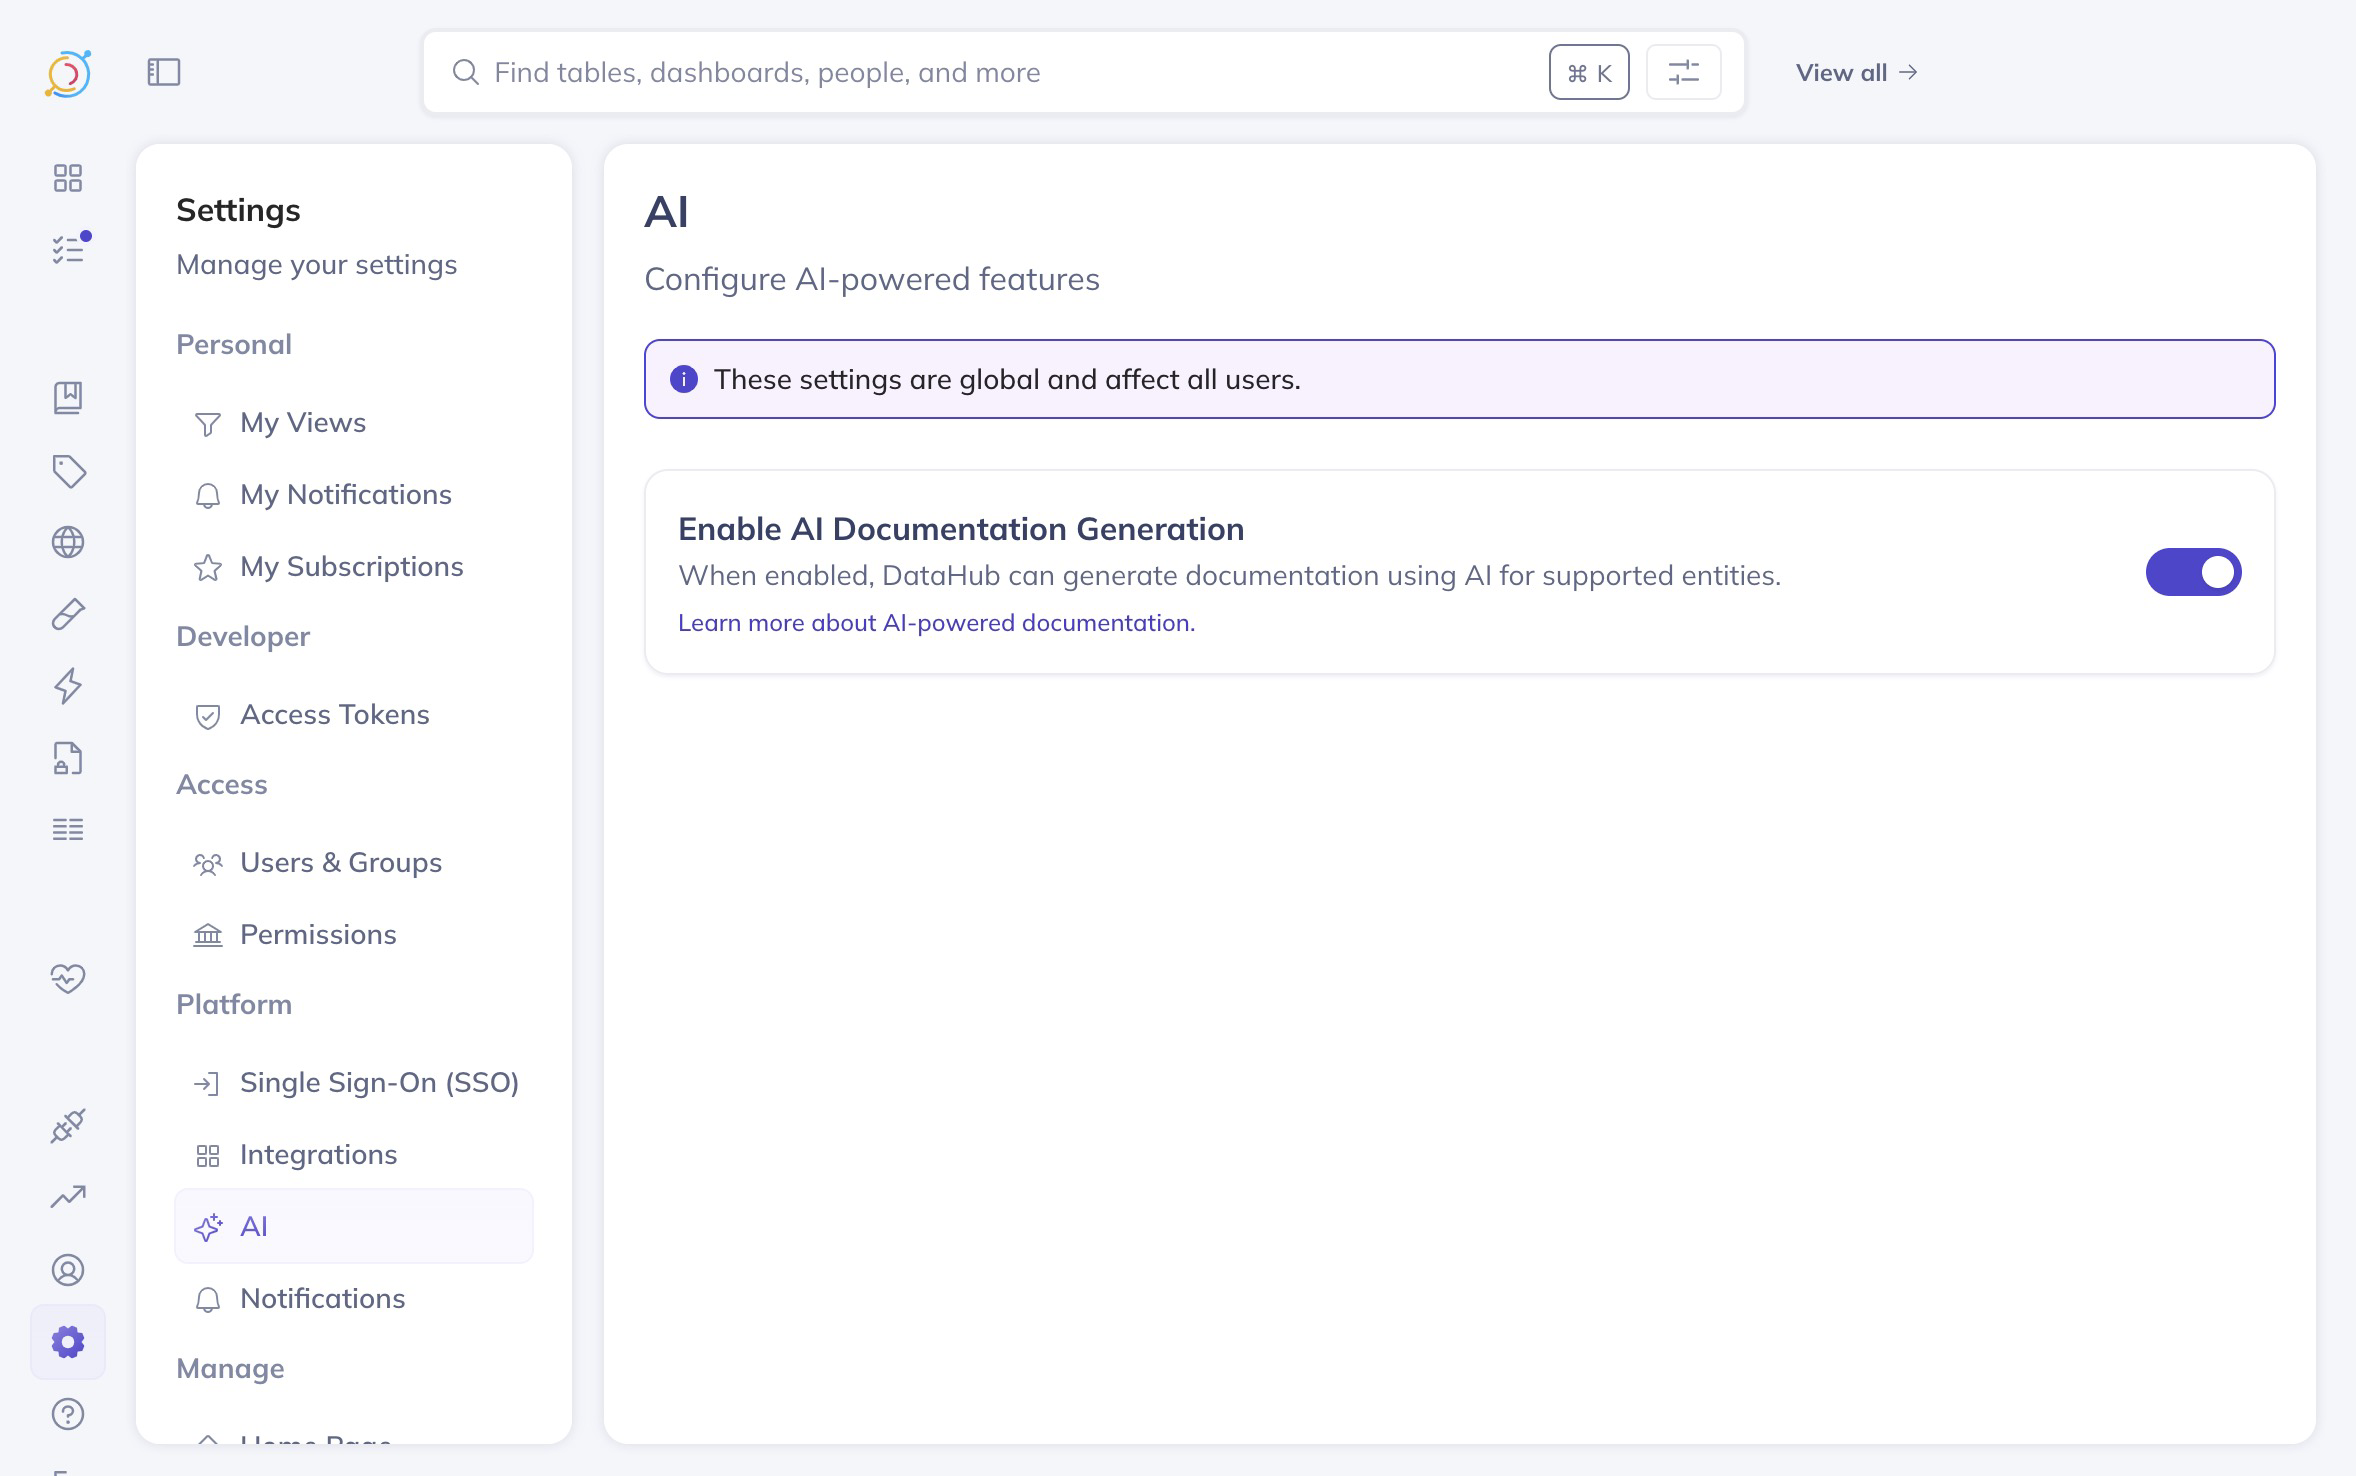 Find tables, dashboards, people, and more
⌘ K
View all
Settings
Manage your settings
Personal
My Views
My Notifications
My Subscriptions
Developer
Access Tokens
Access
Users & Groups
Permissions
Platform
Single Sign-On (SSO)
Integrations
AI
Notifications
Manage
Home Page
AI
Configure AI-powered features
These settings are global and affect all users.
Enable AI Documentation Generation
When enabled, DataHub can generate documentation using AI for supported entities.
Learn more about AI-powered documentation.